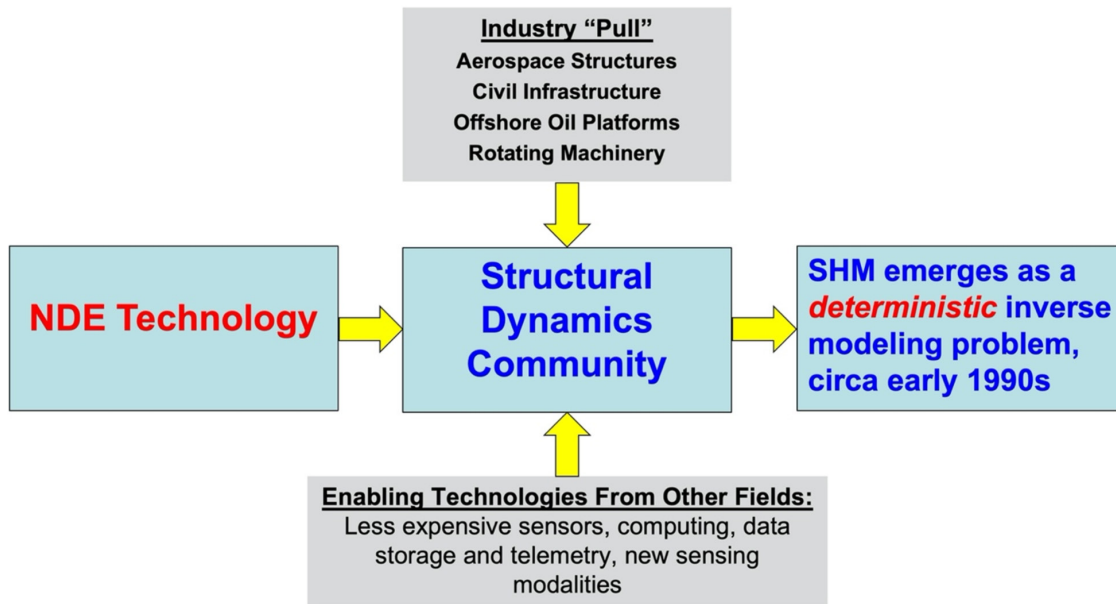 Industry “Pull”
Aerospace Structures
Civil Infrastructure
Offshore Oil Platforms
Rotating Machinery
NDE Technology
Structural
Dynamics
Community
SHM emerges as a
deterministic inverse
modeling problem,
circa early 1990s
Enabling Technologies From Other Fields:
Less expensive sensors, computing, data
storage and telemetry, new sensing
modalities